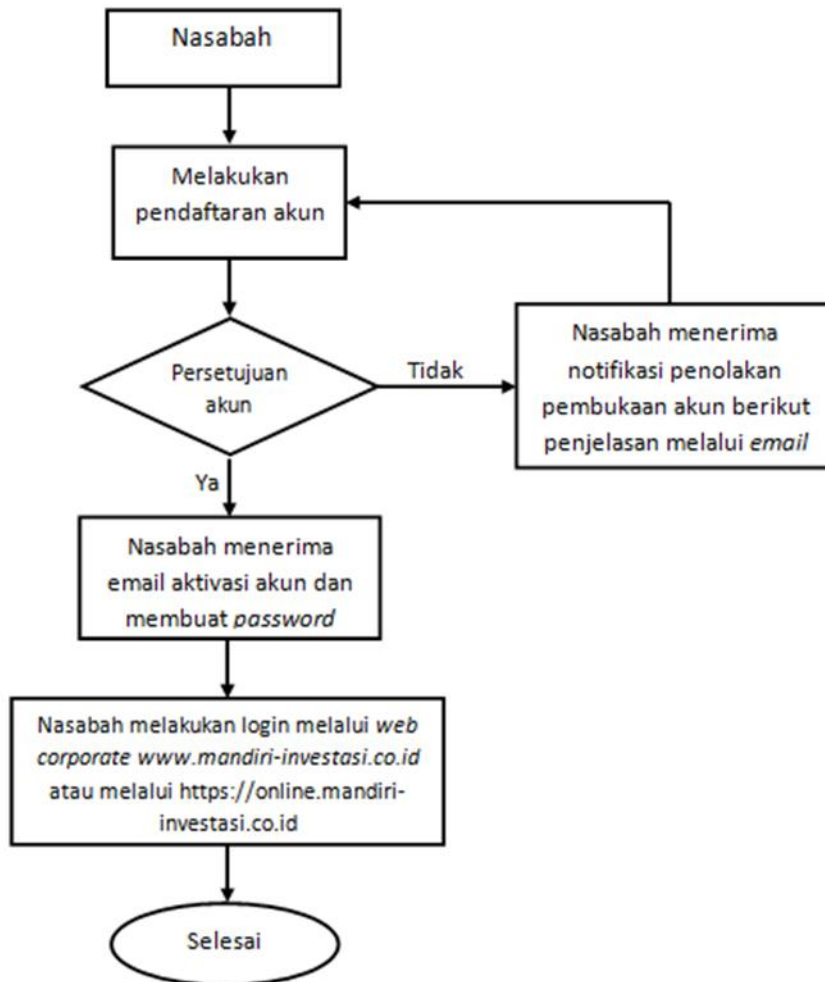 Nasabah
Melakukan
pendaftaran akun
Persetujuan
akun
Tidak
Nasabah menerima
notifikasi penolakan
pembukaan akun berikut
penjelasan melalui email
Ya
Nasabah menerima
email aktivasi akun dan
membuat password
Nasabah melakukan login melalui web
corporate www.mandiri-investasi.co.id
atau melalui https://online.mandiri-
investasi.co.id
Selesai